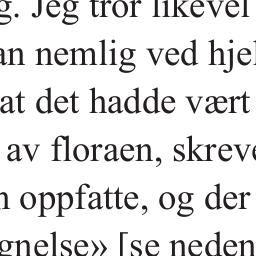 g. Jeg tror likevel
an nemlig ved hjel
at det hadde vært
av floraen, skreve
n oppfatte, og der
gnelse» [se neden